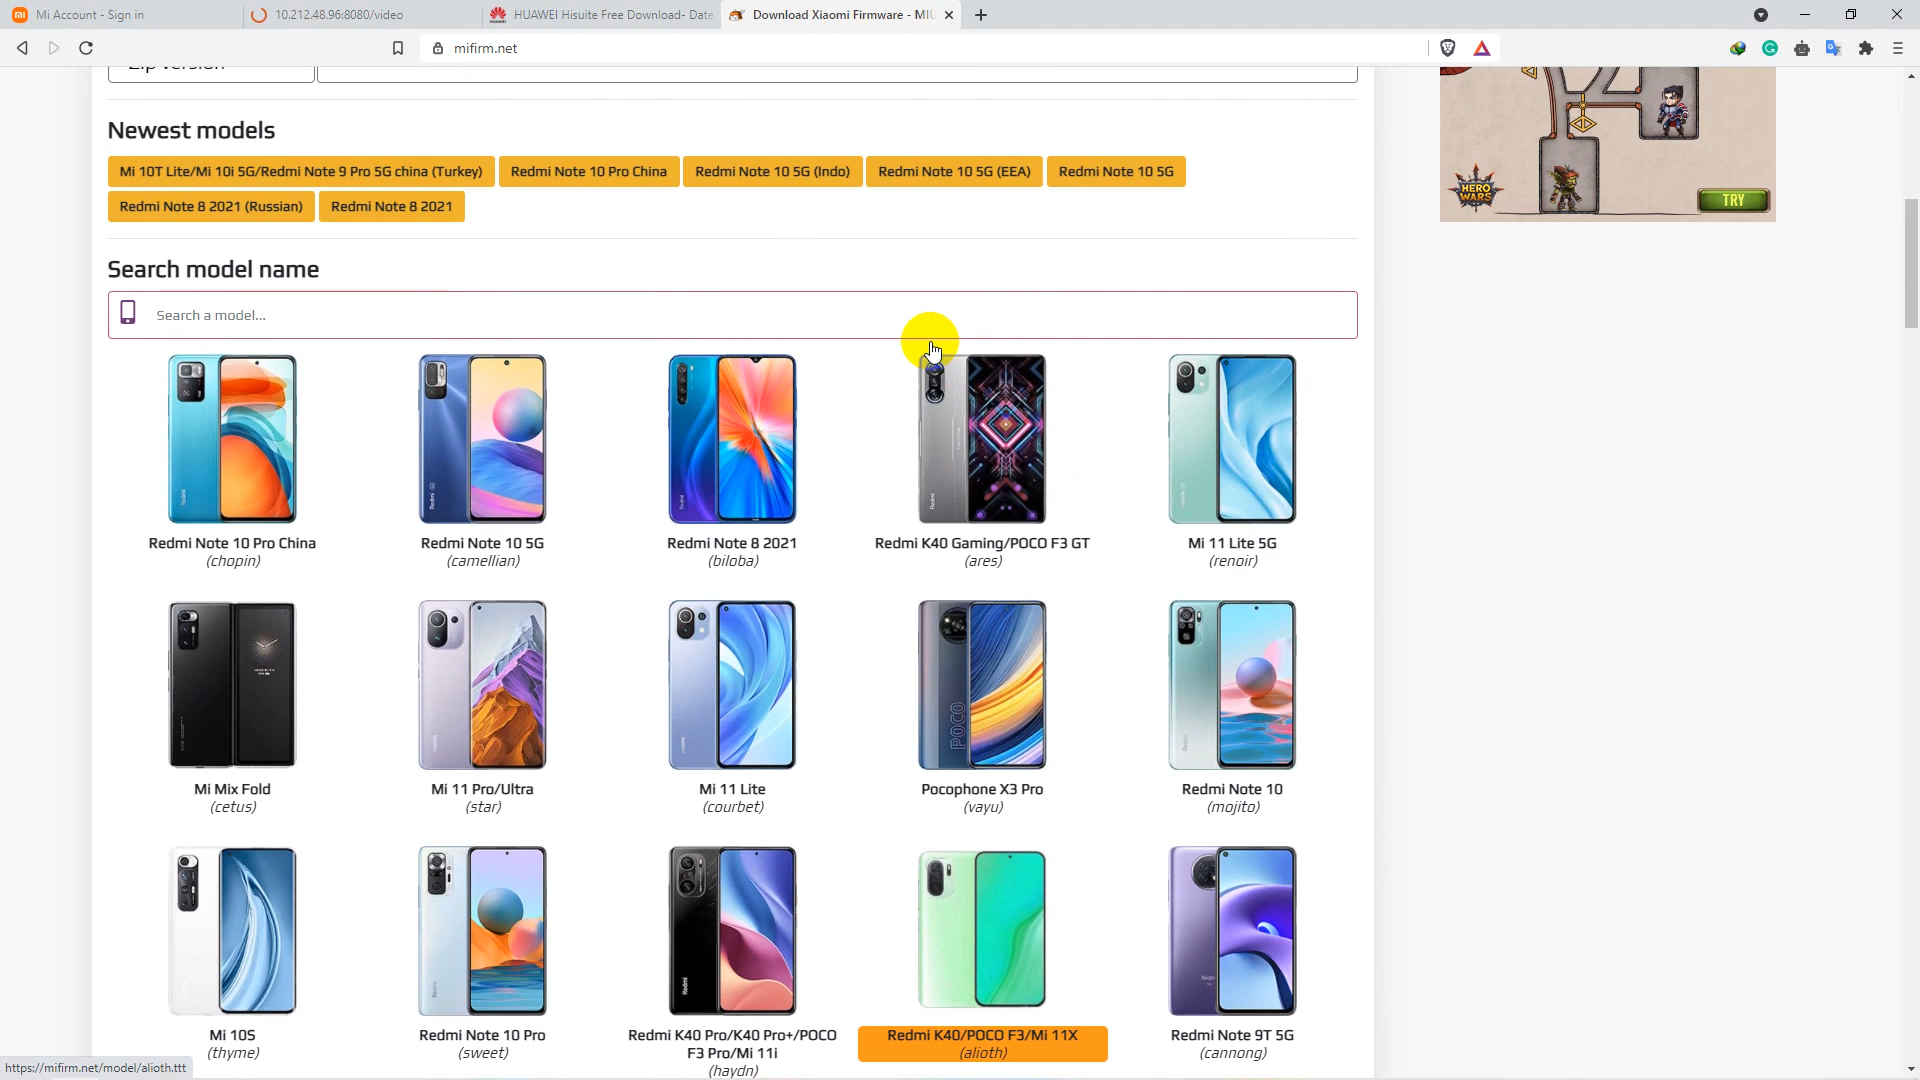 Mi Account - Sign in
10.212.48.96:8080/video
HUAWEI Hisuite Free Download- Date
Download Xiaomi Firmware - MIU
mifirm.net
Zip version
Newest models
Mi 10T Lite/Mi 10i 5G/Redmi Note 9 Pro 5G china (Turkey)
Redmi Note 10 Pro China
Redmi Note 10 5G (Indo)
Redmi Note 10 5G (EEA)
Redmi Note 10 5G
Redmi Note 8 2021 (Russian)
Redmi Note 8 2021
HERO
WARS
TRY
Search model name
Search a model...
Redmi Note 10 Pro China
(chopin)
Redmi Note 10 5G
(camellian)
Redmi Note 8 2021
(biloba)
Redmi K40 Gaming/POCO F3 GT
(ares)
Mi 11 Lite 5G
(renoir)
POCO
Mi Mix Fold
(cetus)
Mi 11 Pro/Ultra
(star)
Mi 11 Lite
(courbet)
Pocophone X3 Pro
(vayu)
Redmi Note 10
(mojito)
Mi 10S
(thyme)
Redmi Note 10 Pro
(sweet)
Redmi K40 Pro/K40 Pro+/POCO
F3 Pro/Mi 11i
(haydn)
Redmi K40/POCO F3/Mi 11X
(alioth)
Redmi Note 9T 5G
(cannong)
https://mifirm.net/model/alioth.ttt